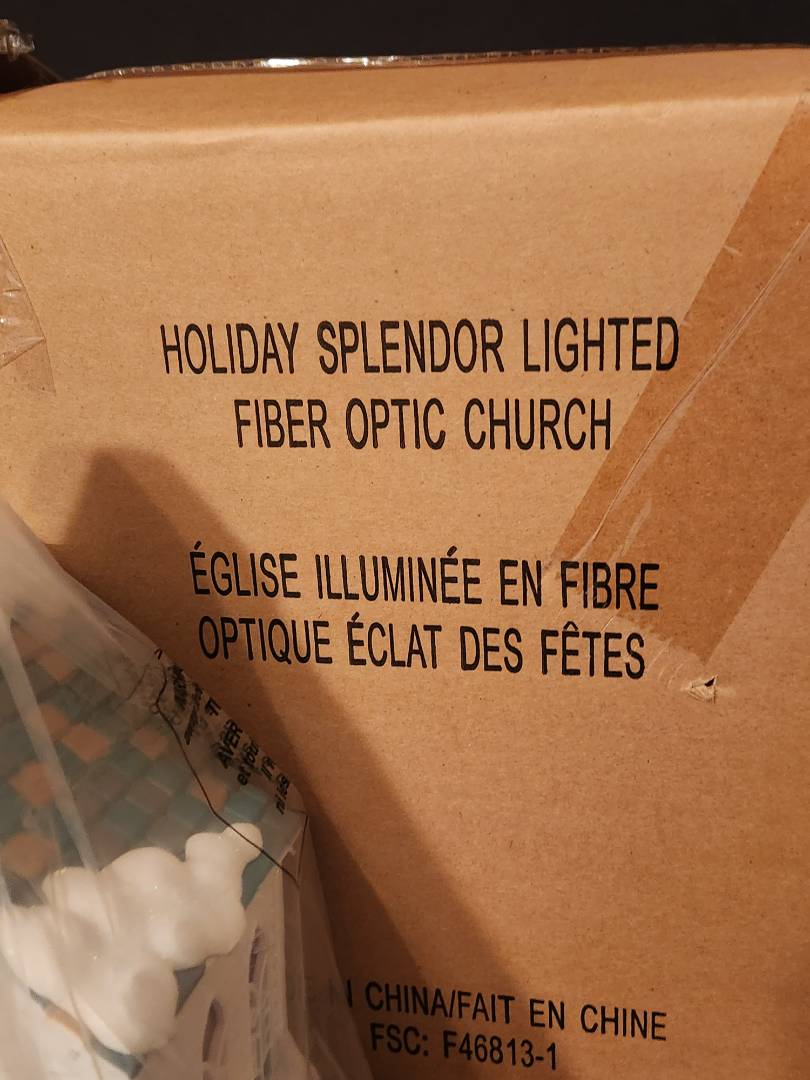 HOLIDAY SPLENDOR LIGHTED
FIBER OPTIC CHURCH
ÉGLISE ILLUMINÉE EN FIBRE
OPTIQUE ÉCLAT DES FÊTES
AVER
CHINA/FAIT EN CHINE
FSC: F46813-1